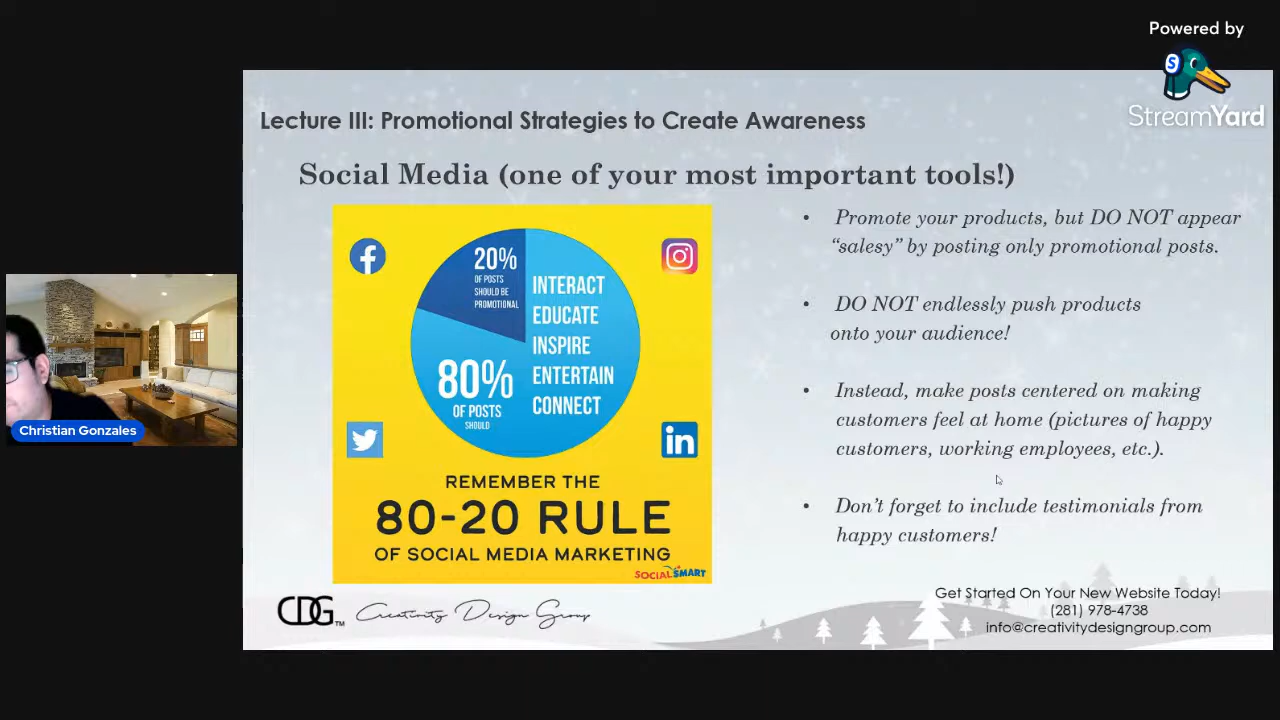 Powered by
S
StreamYard
Lecture III: Promotional Strategies to Create Awareness
Social Media (one of your most important tools!)
20%
OF POSTS
SHOULD BE
PROMOTIONAL
INTERACT
EDUCATE
INSPIRE
ENTERTAIN
CONNECT
80%
OF POSTS
SHOULD
in
REMEMBER THE
80-20 RULE
OF SOCIAL MEDIA MARKETING
SOCIALSMART
• Promote your products, but DO NOT appear
“salesy” by posting only promotional posts.
• DO NOT endlessly push products
onto your audience!
• Instead, make posts centered on making
customers feel at home (pictures of happy
customers, working employees, etc.).
• Don’t forget to include testimonials from
happy customers!
Christian Gonzales
CDG™ Creativity Design Group
Get Started On Your New Website Today!
(281) 978-4738
info@creativitydesigngroup.com